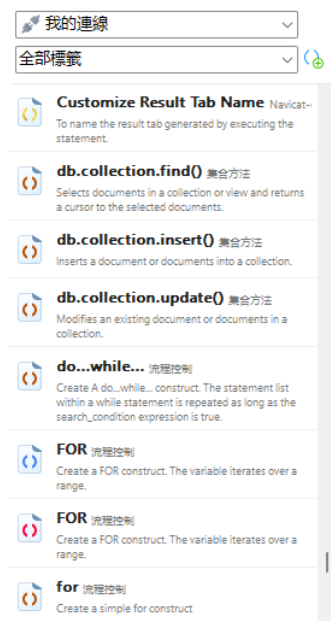 我的連線
全部標籤
Customize Result Tab Name Navicat-
To name the result tab generated by executing the
statement.
db.collection.find() 集合方法
Selects documents in a collection or view and returns
a cursor to the selected documents.
db.collection.insert() 集合方法
Inserts a document or documents into a collection.
db.collection.update() 集合方法
Modifies an existing document or documents in a
collection.
do...while... 流程控制
Create A do...while... construct. The statement list
within a while statement is repeated as long as the
search_condition expression is true.
FOR 流程控制
Create a FOR construct. The variable iterates over a
range.
FOR 流程控制
Create a FOR construct. The variable iterates over a
range.
for 流程控制
Create a simple for construct